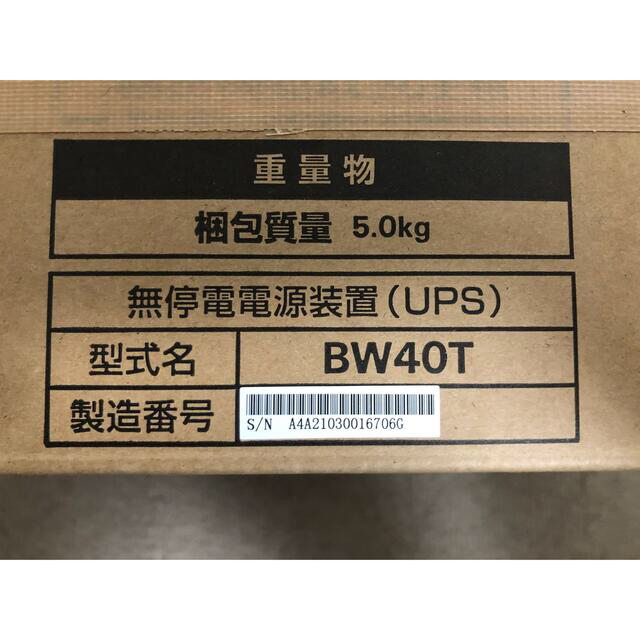 重量物
梱包質量 5.0kg
無停電電源装置(UPS)
型式名 BW40T
製造番号 S/N A4A21030016706G